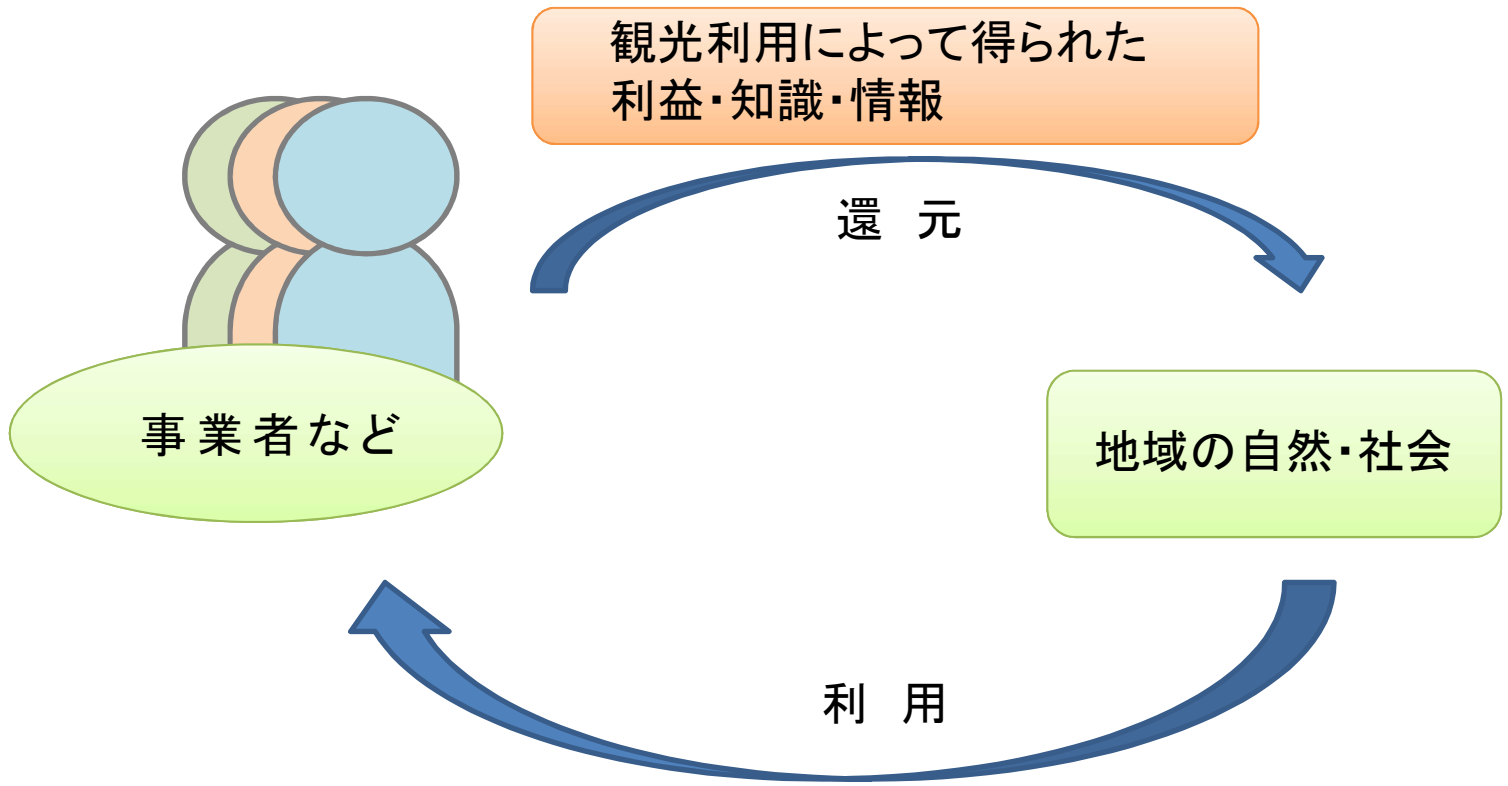 観光利用によって得られた
利益・知識・情報
還　元
事業者など
地域の自然・社会
利　用